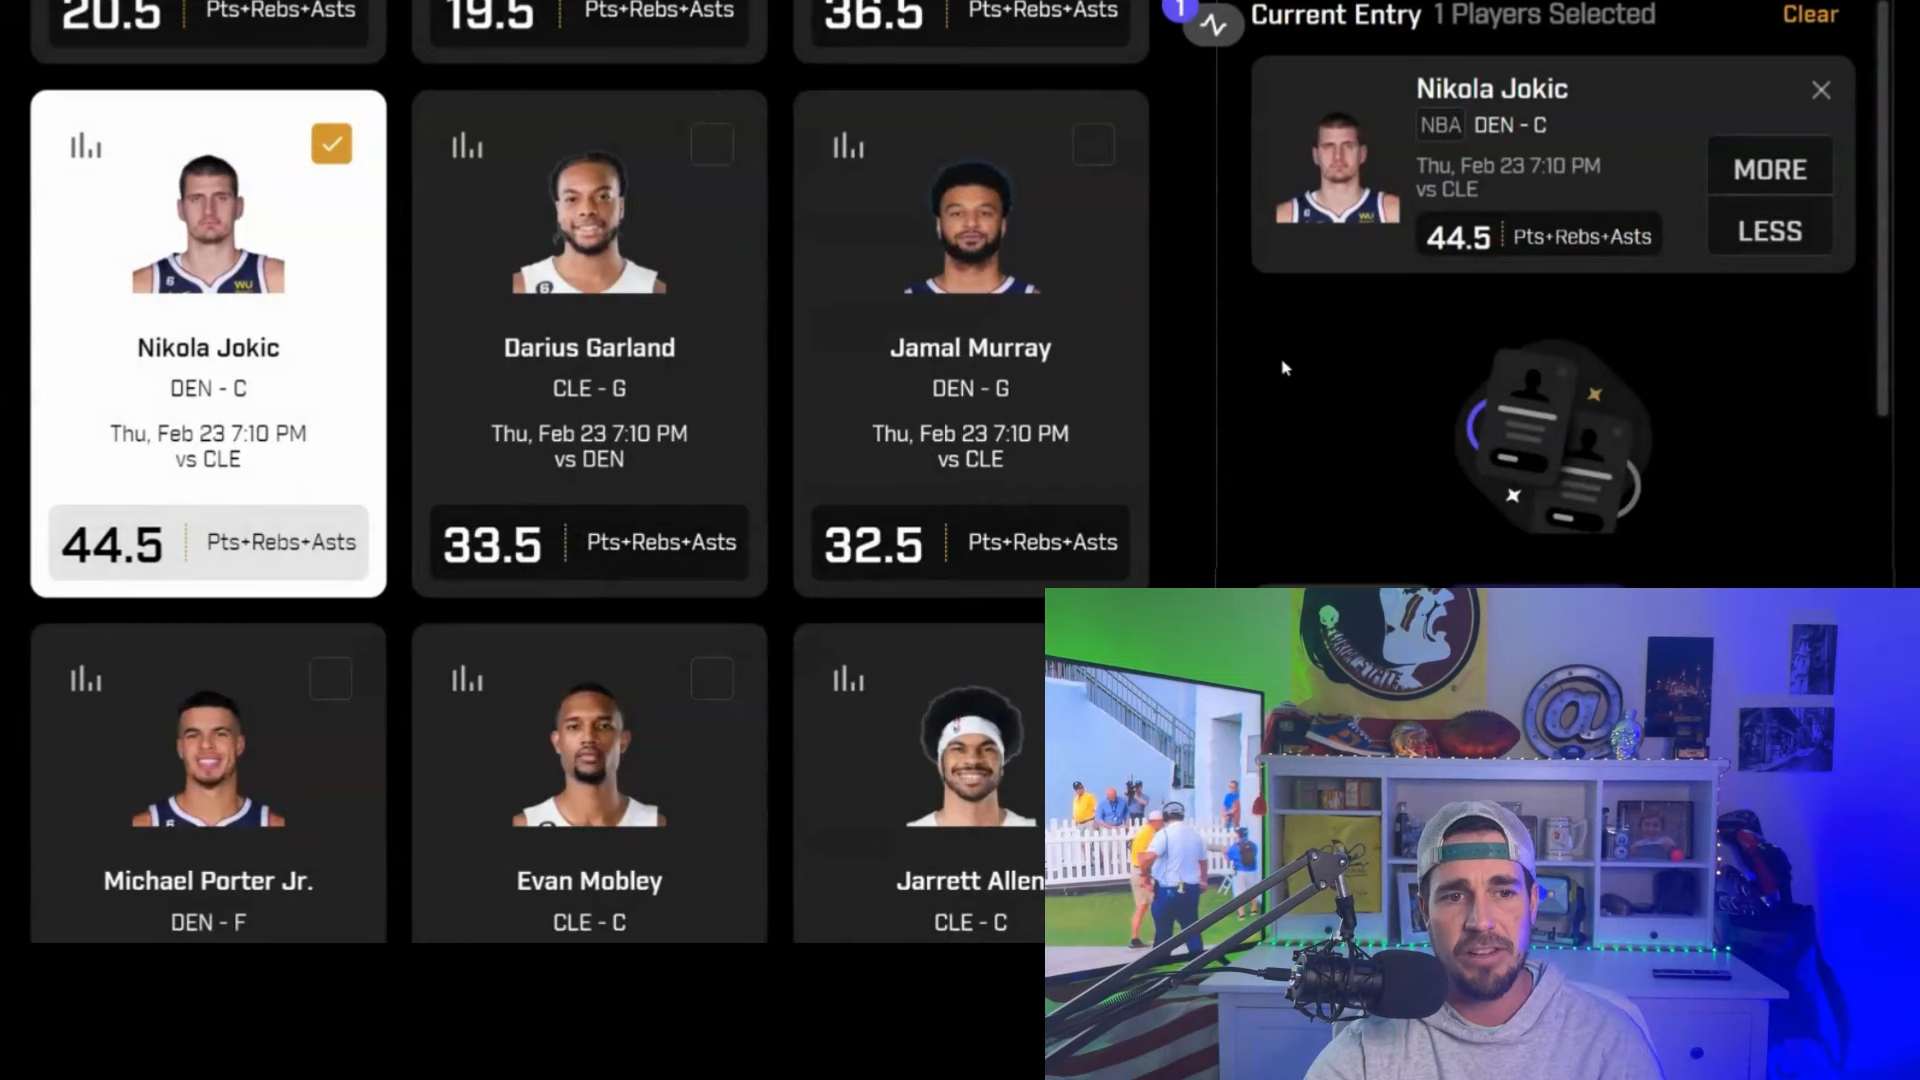 20.5 Pts+Rebs+Asts
19.5 Pts+Rebs+Asts
36.5 Pts+Rebs+Asts
1
Current Entry 1 Players Selected
Clear
Nikola Jokic
NBA DEN - C
Thu, Feb 23 7:10 PM
vs CLE
44.5 Pts+Rebs+Asts
MORE
LESS
Nikola Jokic
DEN - C
Thu, Feb 23 7:10 PM
vs CLE
44.5 Pts+Rebs+Asts
Darius Garland
CLE - G
Thu, Feb 23 7:10 PM
vs DEN
33.5 Pts+Rebs+Asts
Jamal Murray
DEN - G
Thu, Feb 23 7:10 PM
vs CLE
32.5 Pts+Rebs+Asts
Michael Porter Jr.
DEN - F
Evan Mobley
CLE - C
Jarrett Allen
CLE - C
@